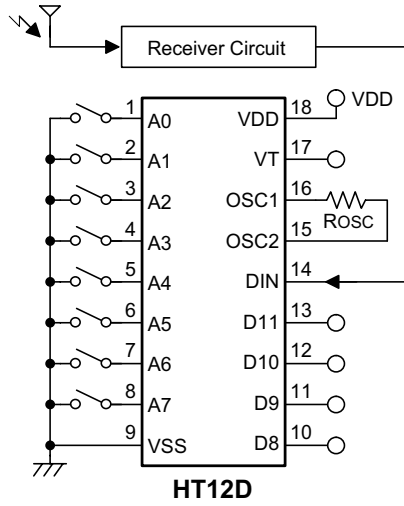 Receiver Circuit
VDD
1 A0 VDD 18
2 A1 VT 17
3 A2 OSC1 16
ROSC
4 A3 OSC2 15
5 A4 DIN 14
6 A5 D11 13
7 A6 D10 12
8 A7 D9 11
9 VSS D8 10
HT12D